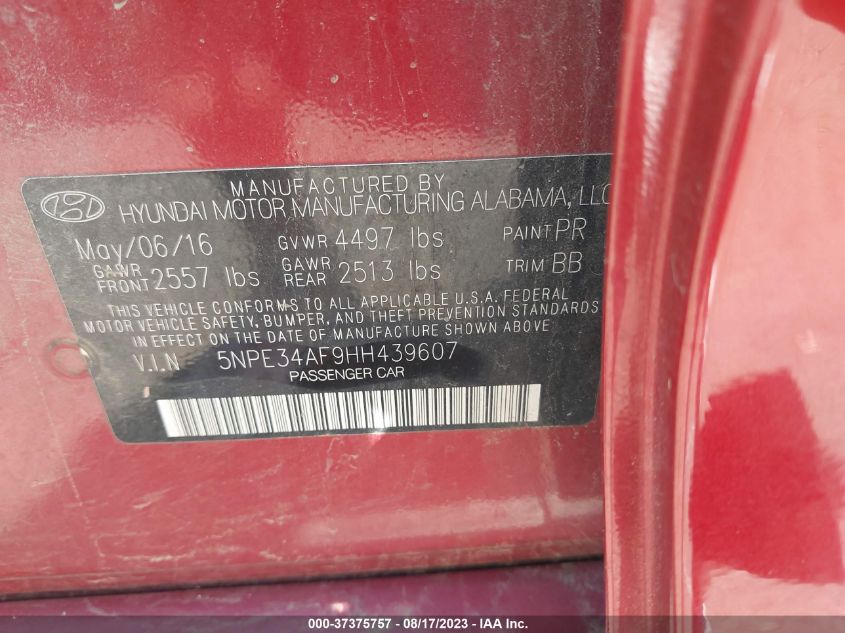 MANUFACTURED BY
HYUNDAI MOTOR MANUFACTURING ALABAMA, LLC
May/06/16 GVWR 4497 lbs PAINT PR
GAWR FRONT 2557 lbs GAWR REAR 2513 lbs TRIM BB
THIS VEHICLE CONFORMS TO ALL APPLICABLE U.S.A. FEDERAL
MOTOR VEHICLE SAFETY, BUMPER, AND THEFT PREVENTION STANDARDS
IN EFFECT ON THE DATE OF MANUFACTURE
V.I.N 5NPE34AF9HH439607
PASSENGER CAR
000-37375757 - 08/17/2023 - IAA Inc.